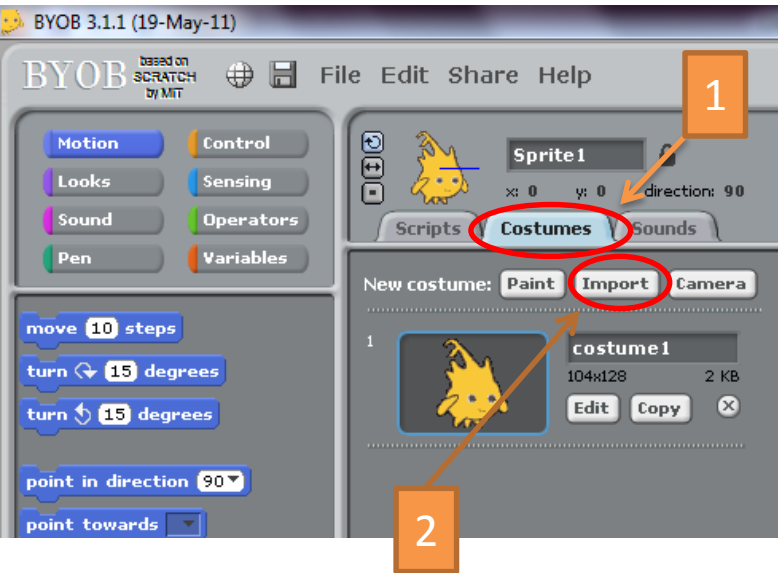 BYOB 3.1.1 (19-May-11)
BYOB based on SCRATCH by MIT
File Edit Share Help
1
Motion Control
Looks Sensing
Sound Operators
Pen Variables
Sprite1
x: 0 y: 0 direction: 90
Scripts Costumes Sounds
New costume: Paint Import Camera
move 10 steps
turn 15 degrees
turn 15 degrees
point in direction 90
point towards
1
costume1
104x128 2 KB
Edit Copy
2